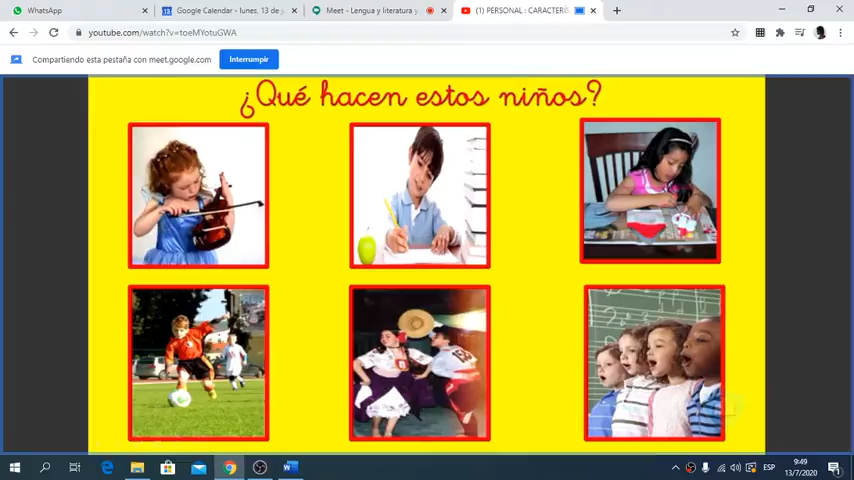 WhatsApp
Google Calendar - lunes, 13 de j
Meet - Lengua y literatura y
(1) PERSONAL : CARACTERÍS
youtube.com/watch?v=toeMYotuGWA
Compartiendo esta pestaña con meet.google.com
Interrumpir
¿Qué hacen estos niños?
ESP
9:49
13/7/2020